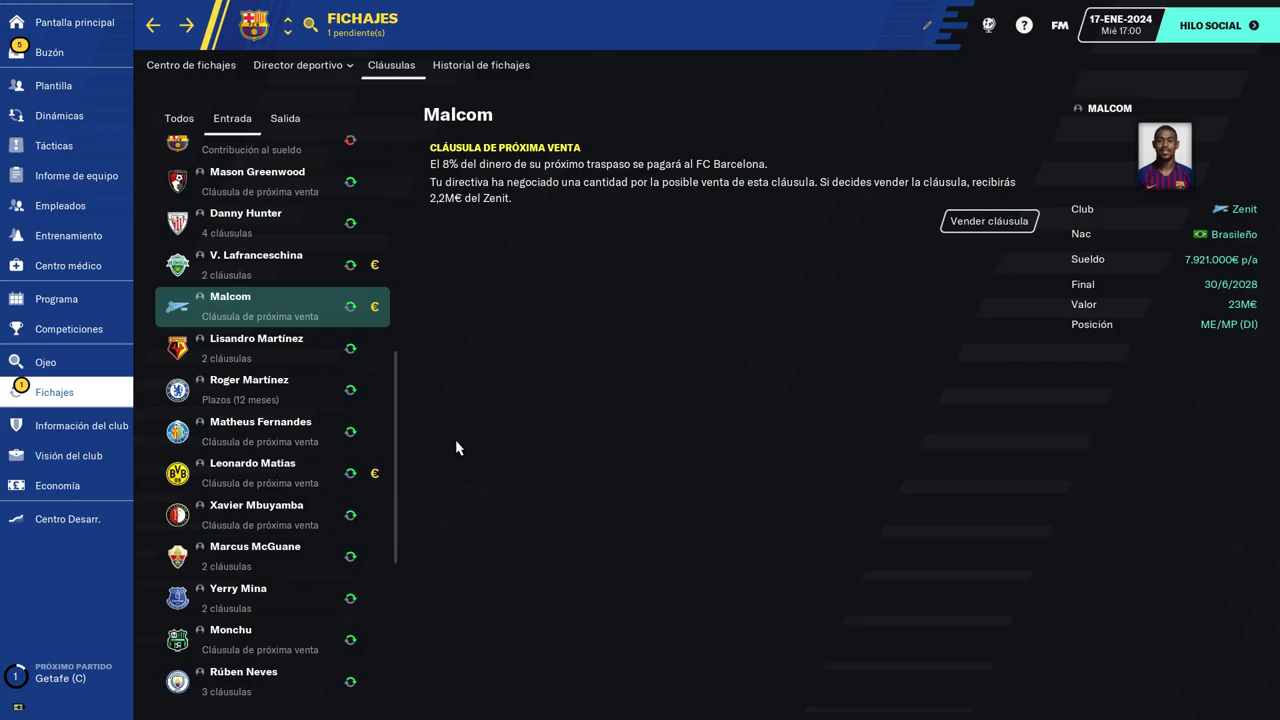 Pantalla principal
5
Buzón
Plantilla
Dinámicas
Tácticas
Informe de equipo
Empleados
Entrenamiento
Centro médico
Programa
Competiciones
Ojeo
1
Fichajes
Información del club
Visión del club
Economía
Centro Desarr.
1
PRÓXIMO PARTIDO
Getafe (C)
FICHAJES
1 pendiente(s)
?
FM
17-ENE-2024
Mié 17:00
HILO SOCIAL
Centro de fichajes
Director deportivo
Cláusulas
Historial de fichajes
Todos
Entrada
Salida
Contribución al sueldo
Mason Greenwood
Cláusula de próxima venta
Danny Hunter
4 cláusulas
V. Lafranceschina
2 cláusulas
€
Malcom
Cláusula de próxima venta
€
Lisandro Martínez
2 cláusulas
Roger Martínez
Plazos (12 meses)
Matheus Fernandes
Cláusula de próxima venta
Leonardo Matias
Cláusula de próxima venta
€
Xavier Mbuyamba
Cláusula de próxima venta
Marcus McGuane
2 cláusulas
Yerry Mina
2 cláusulas
Monchu
Cláusula de próxima venta
Rúben Neves
3 cláusulas
Malcom
CLÁUSULA DE PRÓXIMA VENTA
El 8% del dinero de su próximo traspaso se pagará al FC Barcelona.
Tu directiva ha negociado una cantidad por la posible venta de esta cláusula. Si decides vender la cláusula, recibirás
2,2M€ del Zenit.
Vender cláusula
MALCOM
Club Zenit
Nac Brasileño
Sueldo 7.921.000€ p/a
Final 30/6/2028
Valor 23M€
Posición ME/MP (DI)